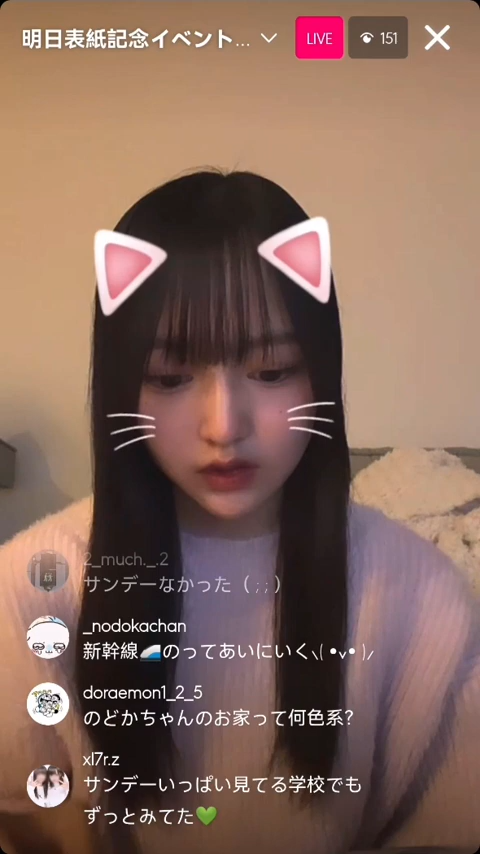 明日表紙記念イベント...
LIVE
151
2_much._.2
サンデーなかった（ ; ; ）
_nodokachan
新幹線🚄のってあいにいく⸜( •⌄• )⸝
doraemon1_2_5
のどかちゃんのお家って何色系?
xl7r.z
サンデーいっぱい見てる学校でも
ずっとみてた💚